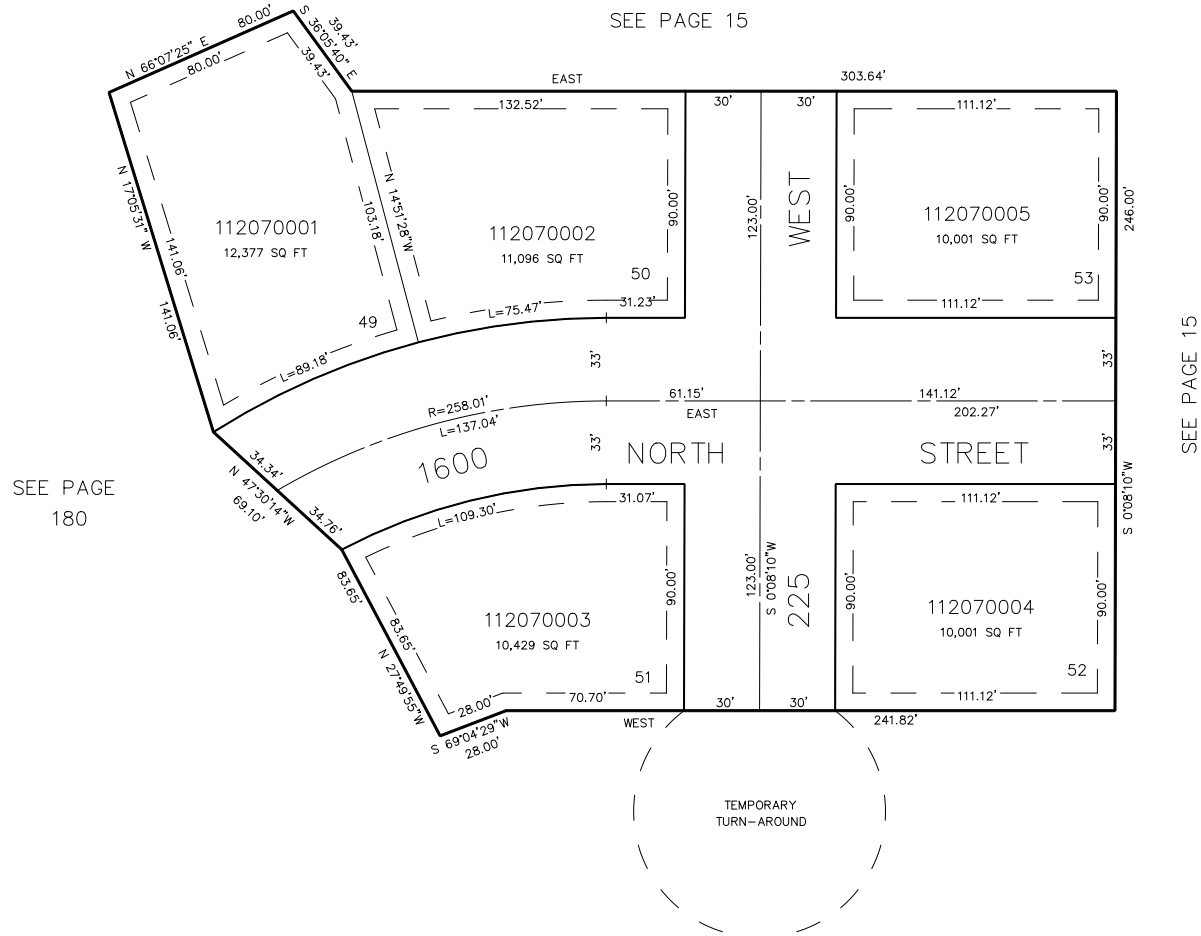 SEE PAGE 15
80.00'
S 36°05'40" E
39.43'
N 66°07'25" E
80.00'
39.43'
EAST
303.64'
132.52'
30'
30'
111.12'
N 17°05'31" W
141.06'
141.06'
112070001
12,377 SQ FT
49
103.18'
N 14°51'28"W
112070002
11,096 SQ FT
50
90.00'
31.23'
L=75.47'
L=89.18'
123.00'
WEST
90.00'
112070005
10,001 SQ FT
53
90.00'
111.12'
246.00'
SEE PAGE 15
33'
33'
R=258.01'
L=137.04'
61.15'
EAST
141.12'
202.27'
33'
33'
1600
NORTH
STREET
34.34'
N 47°30'14"W
69.10'
34.76'
SEE PAGE
180
S 0°08'10"W
31.07'
L=109.30'
111.12'
83.65'
83.65'
N 27°49'55"W
112070003
10,429 SQ FT
51
90.00'
123.00'
S 0°08'10"W
225
90.00'
112070004
10,001 SQ FT
52
90.00'
28.00'
70.70'
30'
30'
111.12'
S 69°04'29"W
28.00'
WEST
241.82'
TEMPORARY
TURN-AROUND